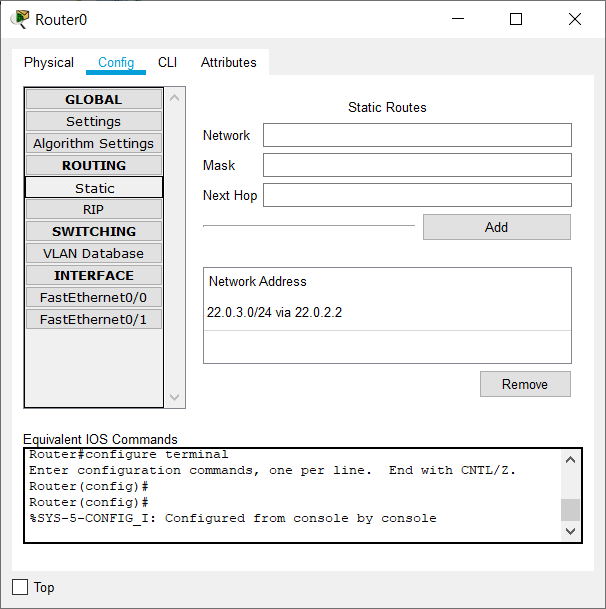 Router0
Physical Config CLI Attributes
GLOBAL
Settings
Algorithm Settings
ROUTING
Static
RIP
SWITCHING
VLAN Database
INTERFACE
FastEthernet0/0
FastEthernet0/1
Static Routes
Network
Mask
Next Hop
Add
Network Address
22.0.3.0/24 via 22.0.2.2
Remove
Equivalent IOS Commands
Router#configure terminal
Enter configuration commands, one per line.  End with CNTL/Z.
Router(config)#
Router(config)#
%SYS-5-CONFIG_I: Configured from console by console
Top